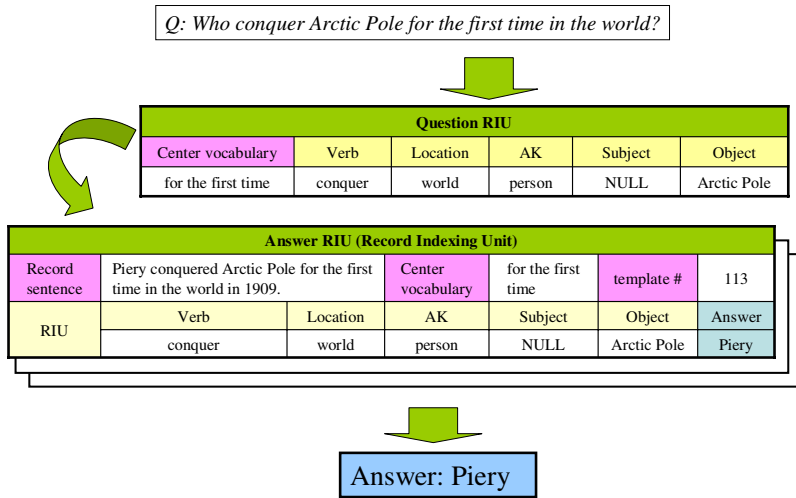 Q: Who conquer Arctic Pole for the first time in the world?
Question RIU
Center vocabulary Verb Location AK Subject Object
for the first time conquer world person NULL Arctic Pole
Answer RIU (Record Indexing Unit)
Record sentence Piery conquered Arctic Pole for the first time in the world in 1909. Center vocabulary for the first time template # 113
RIU Verb Location AK Subject Object Answer
conquer world person NULL Arctic Pole Piery
Answer: Piery